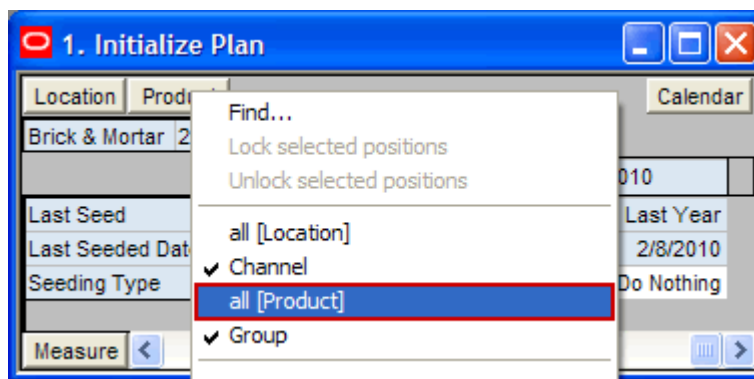 1. Initialize Plan
Location Calendar
Brick & Mortar 2
010
Last Seed Last Year
Last Seeded Dat 2/8/2010
Seeding Type Do Nothing
Measure
Find...
Lock selected positions
Unlock selected positions
all [Location]
Channel
all [Product]
Group